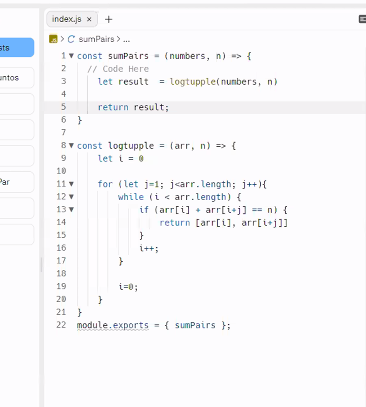 index.js × +
JS > sumPairs > ...
sts
1 const sumPairs = (numbers, n) => {
2 // Code Here
3 let result  = logtupple(numbers, n)
4
5 return result;
6 }
7
8 const logtupple = (arr, n) => {
9 let i = 0
10
11 for (let j=1; j<arr.length; j++){
12 while (i < arr.length) {
13 if (arr[i] + arr[i+j] == n) {
14 return [arr[i], arr[i+j]]
15 }
16 i++;
17 }
18
19 i=0;
20 }
21 }
22 module.exports = { sumPairs };
untos
Par